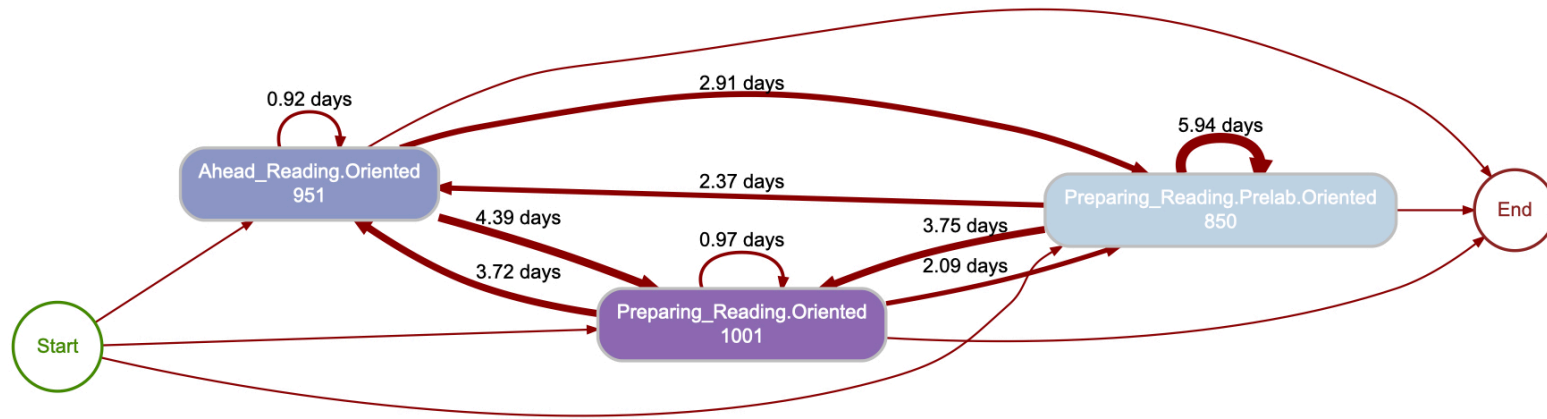 0.92 days
2.91 days
5.94 days
Ahead_Reading.Oriented
951
2.37 days
Preparing_Reading.Prelab.Oriented
850
End
4.39 days
3.75 days
0.97 days
3.72 days
2.09 days
Preparing_Reading.Oriented
1001
Start